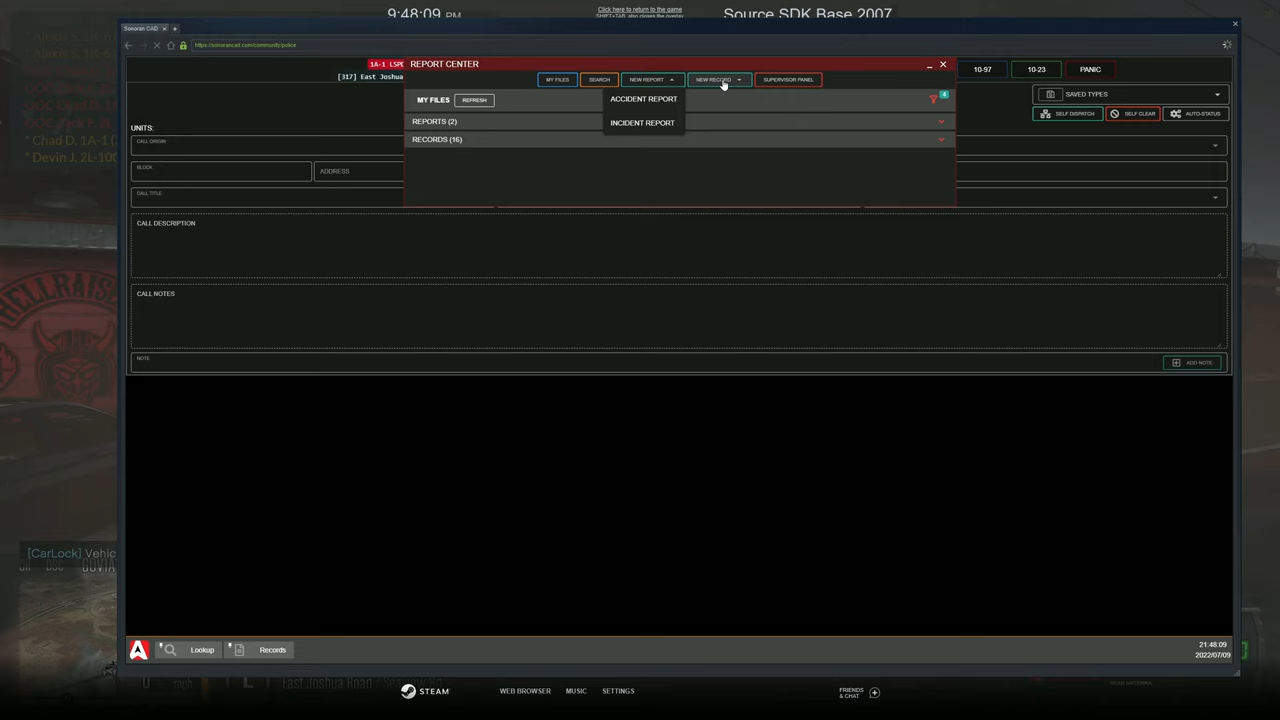 9:48:09 PM
Click here to return to the game
SHIFT+TAB also closes the overlay
Source SDK Base 2007
Sonoran CAD
https://sonorancad.com/community/police
1A-1 LSPD
REPORT CENTER
[317] East Joshua
MY FILES
SEARCH
NEW REPORT
NEW RECORD
SUPERVISOR PANEL
10-97
10-23
PANIC
MY FILES
REFRESH
ACCIDENT REPORT
4
SAVED TYPES
INCIDENT REPORT
REPORTS (2)
RECORDS (16)
SELF DISPATCH
SELF CLEAR
AUTO-STATUS
* Chad D. 1A-1 (
* Devin J. 2L-100
UNITS:
CALL ORIGIN
BLOCK
ADDRESS
CALL TITLE
CALL DESCRIPTION
CALL NOTES
NOTE
ADD NOTE
HELLRAIS
[CarLock] Vehic
Lookup
Records
21:48:09
2022/07/09
mph
East Joshua Road /
STEAM
WEB BROWSER
MUSIC
SETTINGS
FRIENDS
& CHAT